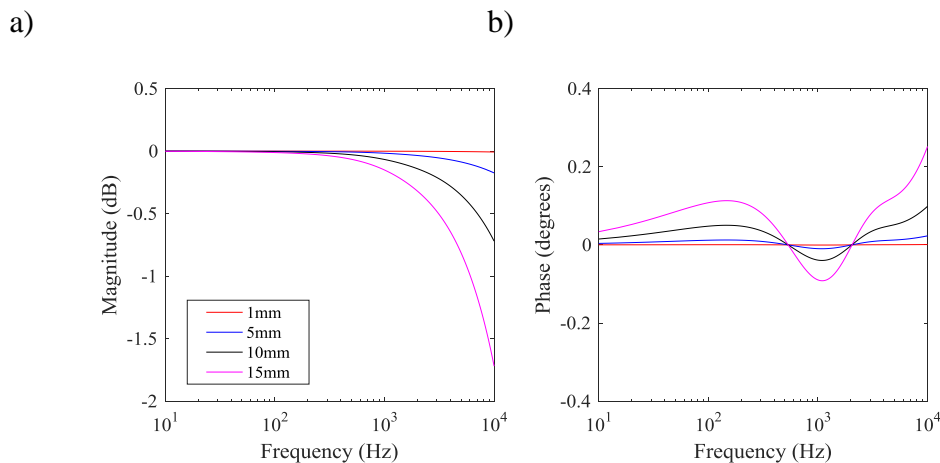 a)
b)
0.5
0
-0.5
-1
-1.5
-2
Magnitude (dB)
1mm
5mm
10mm
15mm
10^1
10^2
10^3
10^4
Frequency (Hz)
0.4
0.2
0
-0.2
-0.4
Phase (degrees)
10^1
10^2
10^3
10^4
Frequency (Hz)